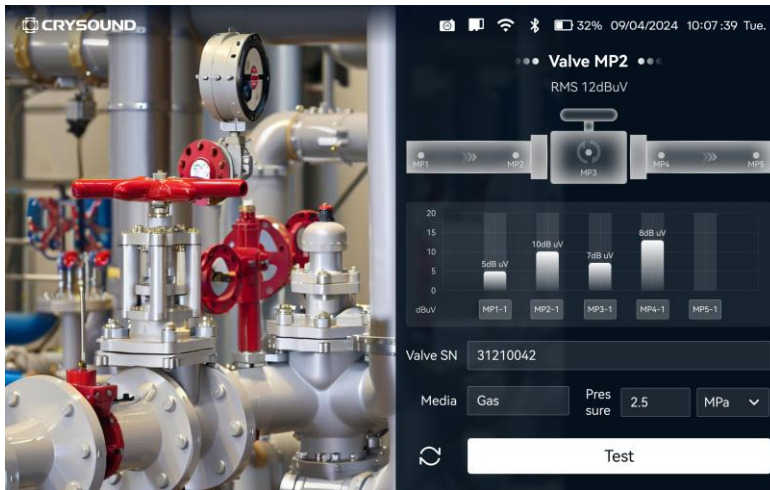 CRYSOUND
32% 09/04/2024 10:07:39 Tue.
Valve MP2
RMS 12dBuV
MP1
MP2
MP3
MP4
MP5
20
15
10
5
0
dBuV
5dB uV
10dB uV
7dB uV
8dB uV
MP1-1
MP2-1
MP3-1
MP4-1
MP5-1
Valve SN 31210042
Media Gas
Pres
sure
2.5 MPa
Test